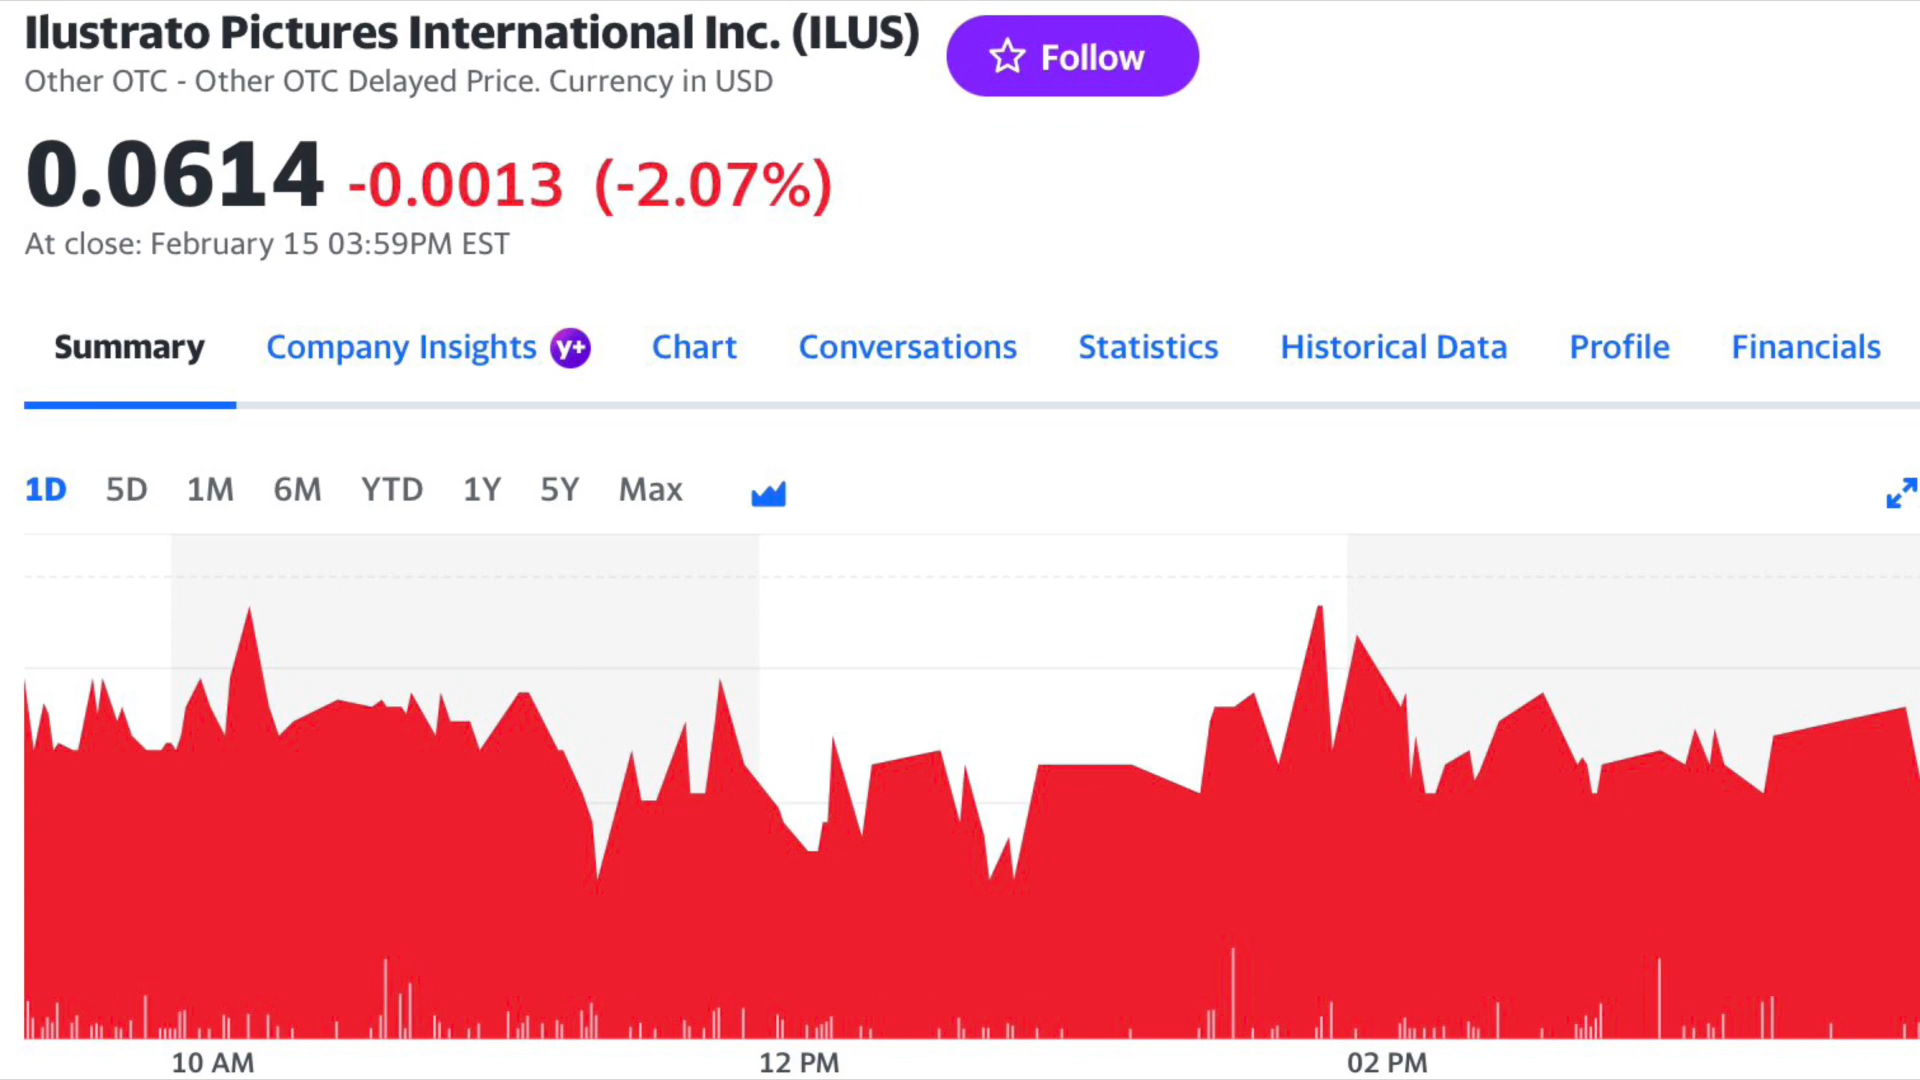 Ilustrato Pictures International Inc. (ILUS)
Follow
Other OTC - Other OTC Delayed Price. Currency in USD
0.0614 -0.0013 (-2.07%)
At close: February 15 03:59PM EST
Summary Company Insights y+ Chart Conversations Statistics Historical Data Profile Financials
1D 5D 1M 6M YTD 1Y 5Y Max
10 AM 12 PM 02 PM